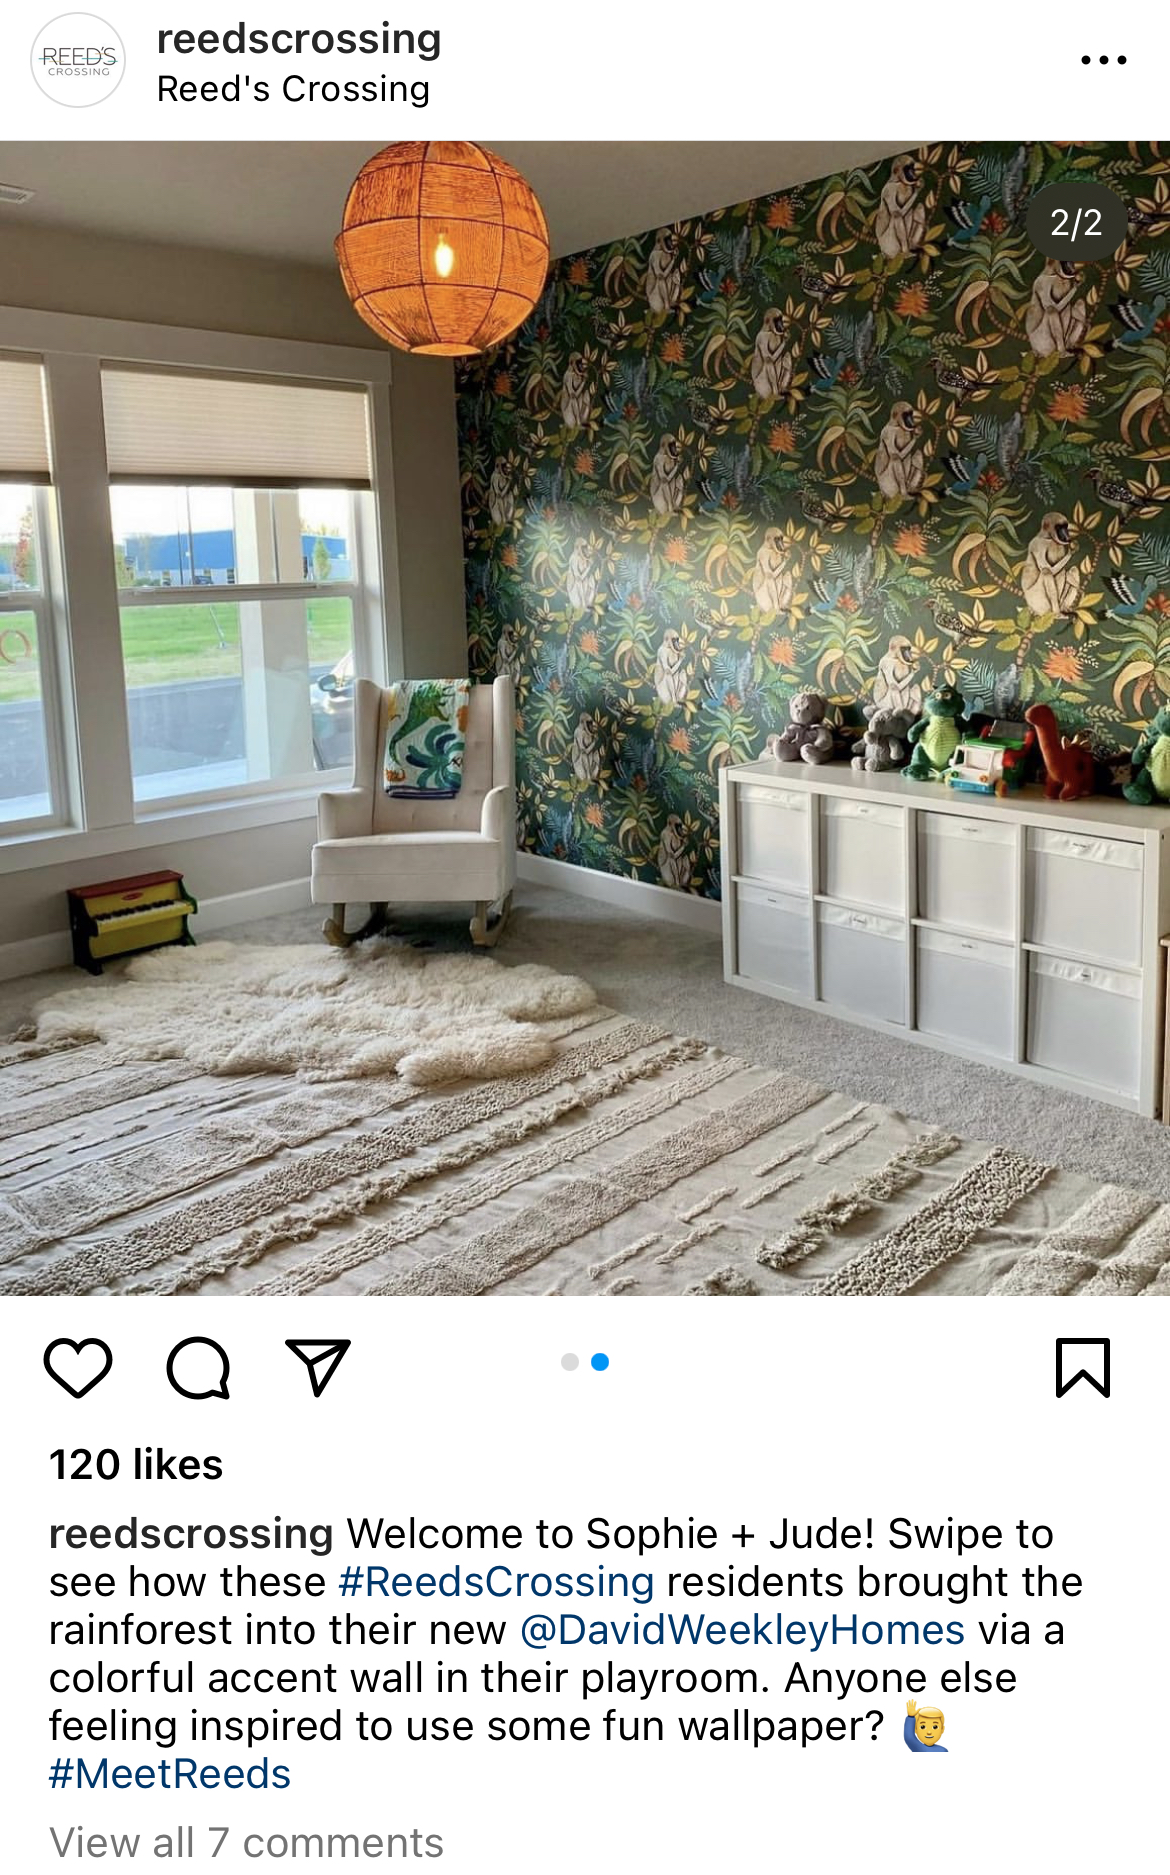 REED'S
CROSSING
reedscrossing
Reed's Crossing
2/2
120 likes
reedscrossing Welcome to Sophie + Jude! Swipe to
see how these #ReedsCrossing residents brought the
rainforest into their new @DavidWeekleyHomes via a
colorful accent wall in their playroom. Anyone else
feeling inspired to use some fun wallpaper? 🙋‍♂️
#MeetReeds
View all 7 comments